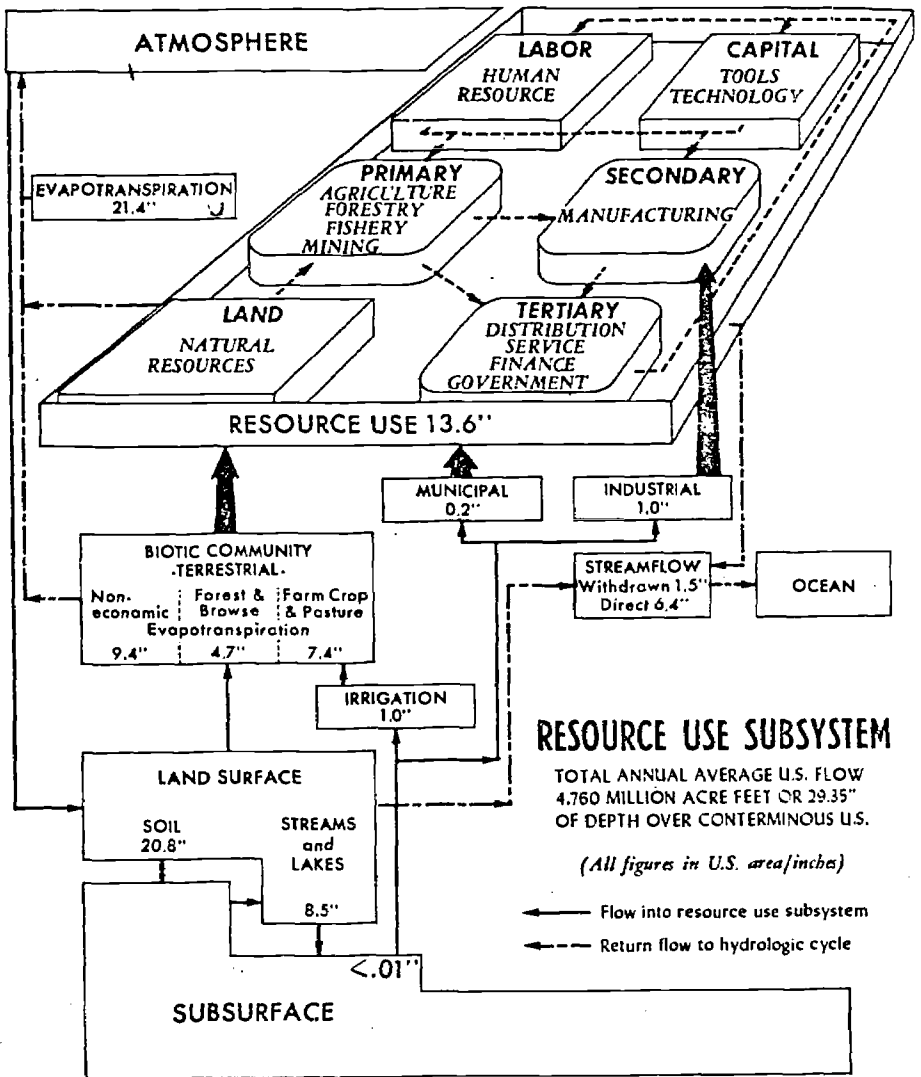 ATMOSPHERE
LABOR
HUMAN
RESOURCE
CAPITAL
TOOLS
TECHNOLOGY
EVAPOTRANSPIRATION
21.4"
PRIMARY
AGRICULTURE
FORESTRY
FISHERY
MINING
SECONDARY
MANUFACTURING
LAND
NATURAL
RESOURCES
TERTIARY
DISTRIBUTION
SERVICE
FINANCE
GOVERNMENT
RESOURCE USE 13.6"
MUNICIPAL
0.2"
INDUSTRIAL
1.0"
BIOTIC COMMUNITY
-TERRESTRIAL-
Non-
economic
Forest &
Browse
Farm Crop
& Pasture
Evapotranspiration
9.4"
4.7"
7.4"
STREAMFLOW
Withdrawn 1.5"
Direct 6.4"
OCEAN
IRRIGATION
1.0"
LAND SURFACE
SOIL
20.8"
STREAMS
and
LAKES
8.5"
<.01"
SUBSURFACE
RESOURCE USE SUBSYSTEM
TOTAL ANNUAL AVERAGE U.S. FLOW
4.760 MILLION ACRE FEET OR 29.35"
OF DEPTH OVER CONTERMINOUS U.S.
(All figures in U.S. area/inches)
Flow into resource use subsystem
Return flow to hydrologic cycle